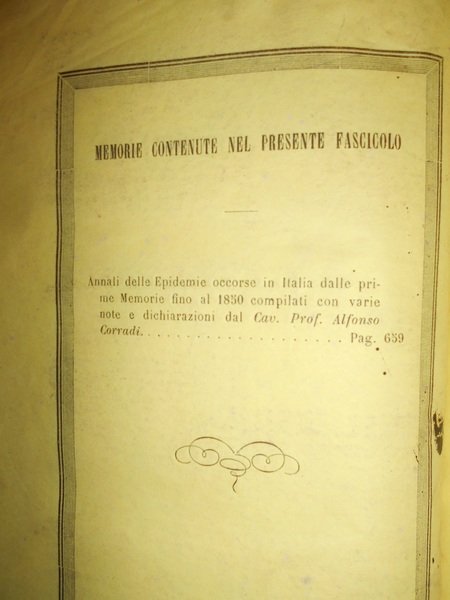 MEMORIE CONTENUTE NEL PRESENTE FASCICOLO
Annali delle Epidemie occorse in Italia dalle pri-
me Memorie fino al 1850 compilati con varie
note e dichiarazioni dal Cav. Prof. Alfonso
Corradi. . . . . . . . . . . . . . . . . . . . Pag. 659